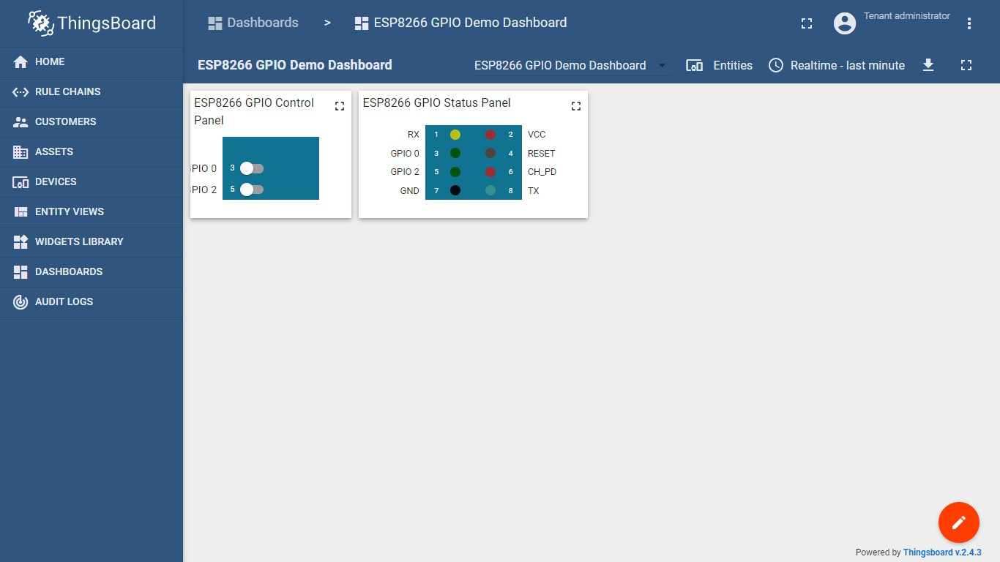 ThingsBoard
Dashboards > ESP8266 GPIO Demo Dashboard
Tenant administrator
HOME
RULE CHAINS
CUSTOMERS
ASSETS
DEVICES
ENTITY VIEWS
WIDGETS LIBRARY
DASHBOARDS
AUDIT LOGS
ESP8266 GPIO Demo Dashboard
ESP8266 GPIO Demo Dashboard
Entities
Realtime - last minute
ESP8266 GPIO Control
Panel
PIO 0 3
PIO 2 5
ESP8266 GPIO Status Panel
RX 1 2 VCC
GPIO 0 3 4 RESET
GPIO 2 5 6 CH_PD
GND 7 8 TX
Powered by Thingsboard v.2.4.3